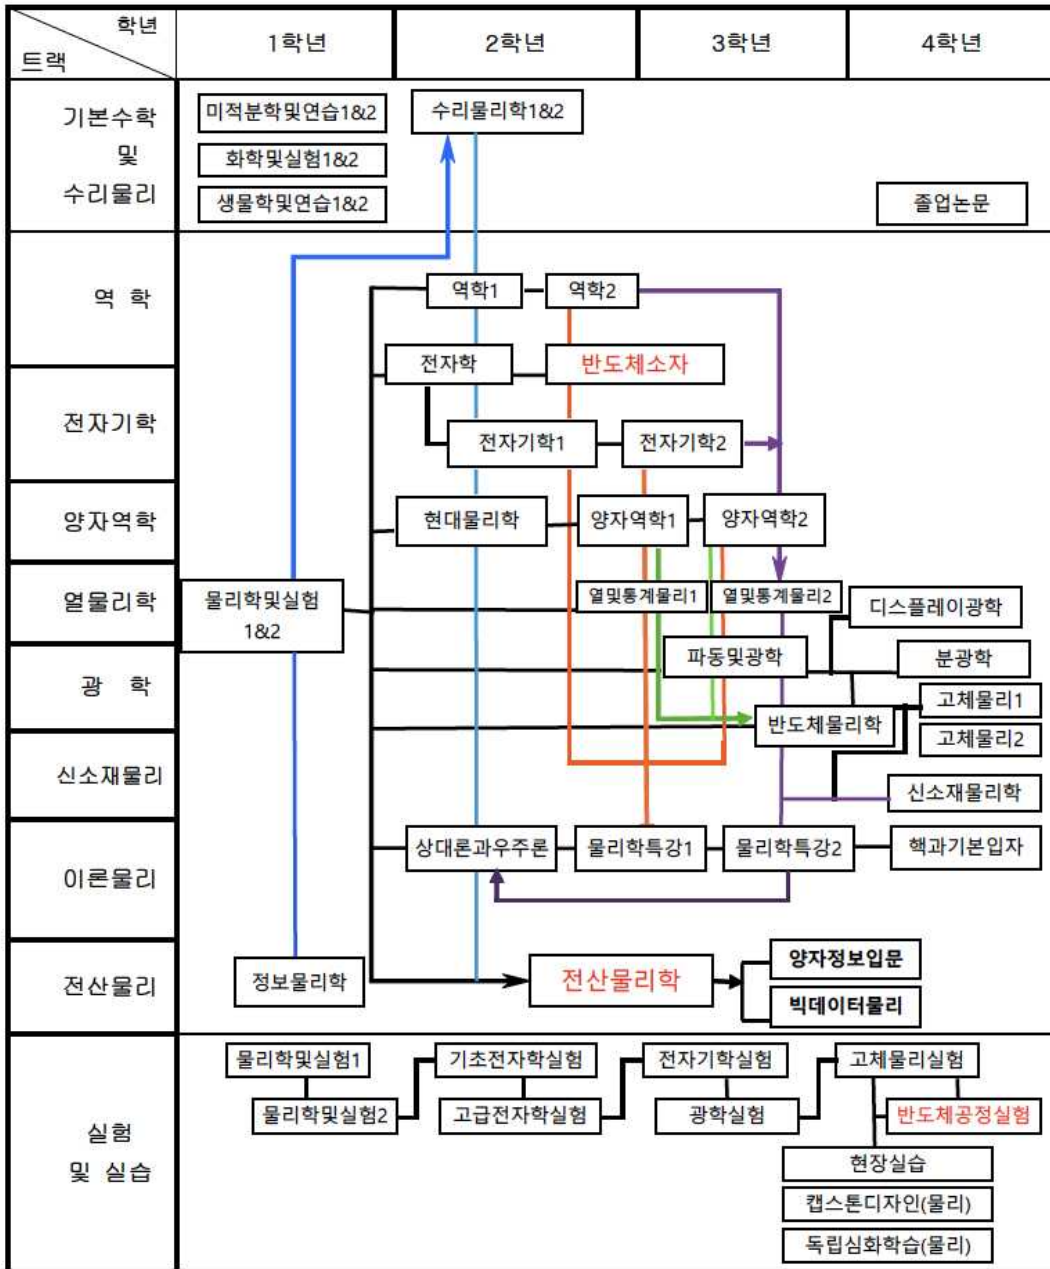 학년
트랙
1학년
2학년
3학년
4학년
기본수학
및
수리물리
미적분학및연습1&2
화학및실험1&2
생물학및연습1&2
수리물리학1&2
졸업논문
역 학
역학1
역학2
전자학
반도체소자
전자기학
전자기학1
전자기학2
양자역학
현대물리학
양자역학1
양자역학2
열물리학
물리학및실험
1&2
열및통계물리1
열및통계물리2
디스플레이광학
광 학
파동및광학
분광학
반도체물리학
고체물리1
고체물리2
신소재물리
신소재물리학
이론물리
상대론과우주론
물리학특강1
물리학특강2
핵과기본입자
전산물리
정보물리학
전산물리학
양자정보입문
빅데이터물리
실험
및 실습
물리학및실험1
물리학및실험2
기초전자학실험
고급전자학실험
전자기학실험
광학실험
고체물리실험
반도체공정실험
현장실습
캡스톤디자인(물리)
독립심화학습(물리)